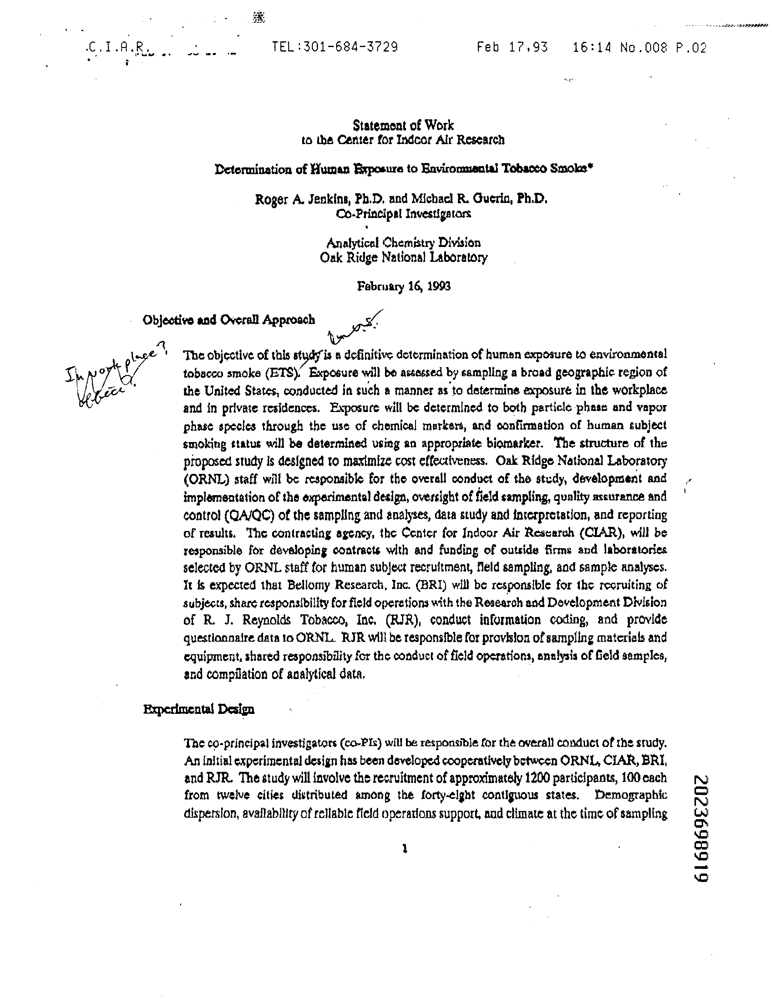 C.I.A.R. TEL:301-684-3729 Feb 17,93 16:14 No.008 P.02
Statement of Work
to the Center for Indoor Air Research
Determination of Human Exposure to Environmental Tobacco Smoke*
Roger A. Jenkins, Ph.D. and Michael R. Guerin, Ph.D.
Co-Principal Investigators
Analytical Chemistry Division
Oak Ridge National Laboratory
February 16, 1993
Objective and Overall Approach
In workplace?
The objective of this study is a definitive determination of human exposure to environmental
tobacco smoke (ETS). Exposure will be assessed by sampling a broad geographic region of
the United States, conducted in such a manner as to determine exposure in the workplace
and in private residences. Exposure will be determined to both particle phase and vapor
phase species through the use of chemical markers, and confirmation of human subject
smoking status will be determined using an appropriate biomarker. The structure of the
proposed study is designed to maximize cost effectiveness. Oak Ridge National Laboratory
(ORNL) staff will be responsible for the overall conduct of the study, development and
implementation of the experimental design, oversight of field sampling, quality assurance and
control (QA/QC) of the sampling and analyses, data study and interpretation, and reporting
of results. The contracting agency, the Center for Indoor Air Research (CIAR), will be
responsible for developing contracts with and funding of outside firms and laboratories
selected by ORNL staff for human subject recruitment, field sampling, and sample analyses.
It is expected that Bellomy Research, Inc. (BRI) will be responsible for the recruiting of
subjects, share responsibility for field operations with the Research and Development Division
of R. J. Reynolds Tobacco, Inc. (RJR), conduct information coding, and provide
questionnaire data to ORNL. RJR will be responsible for provision of sampling materials and
equipment, shared responsibility for the conduct of field operations, analysis of field samples,
and compilation of analytical data.
Experimental Design
The co-principal investigators (co-PIs) will be responsible for the overall conduct of the study.
An initial experimental design has been developed cooperatively between ORNL, CIAR, BRI,
and RJR. The study will involve the recruitment of approximately 1200 participants, 100 each
from twelve cities distributed among the forty-eight contiguous states. Demographic
dispersion, availability of reliable field operations support, and climate at the time of sampling
1
2023698919